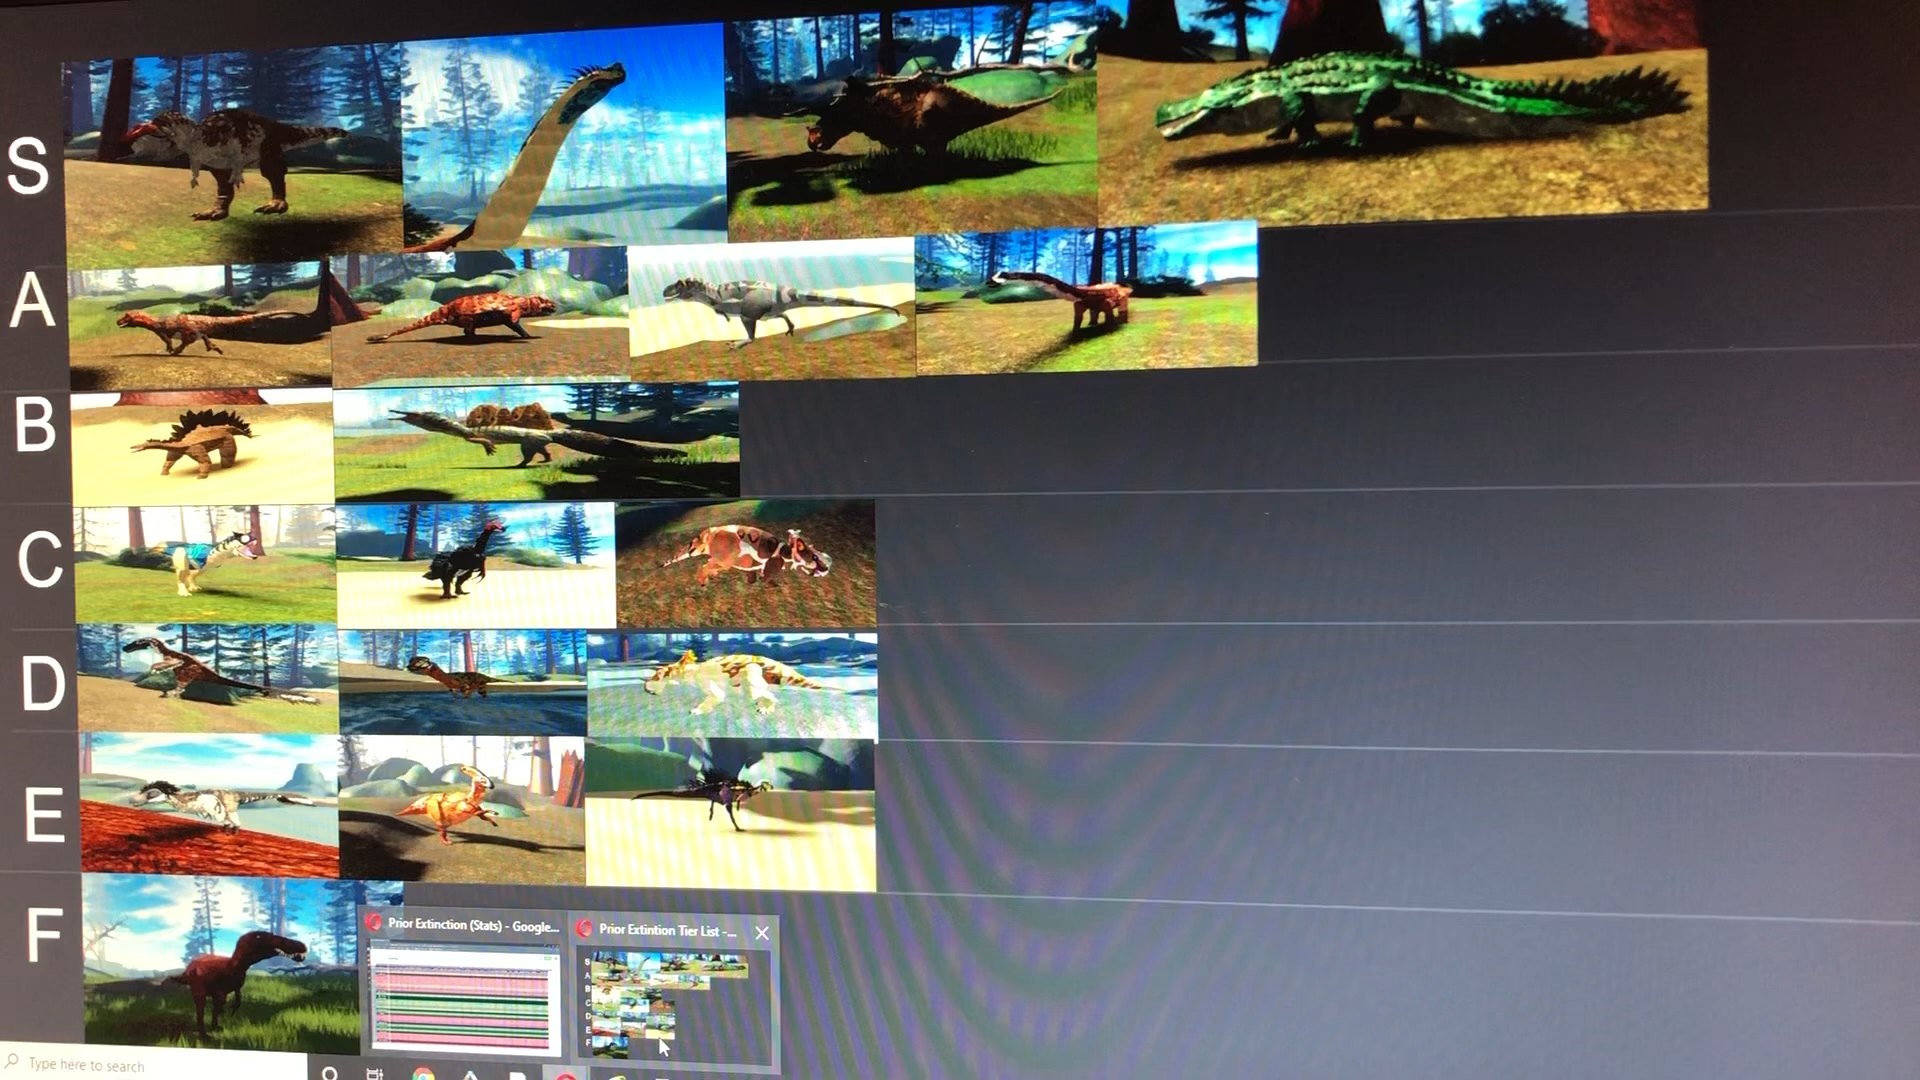 S
A
B
C
D
E
F
Prior Extinction (Stats) - Google...
Prior Extintion Tier List -...
Type here to search